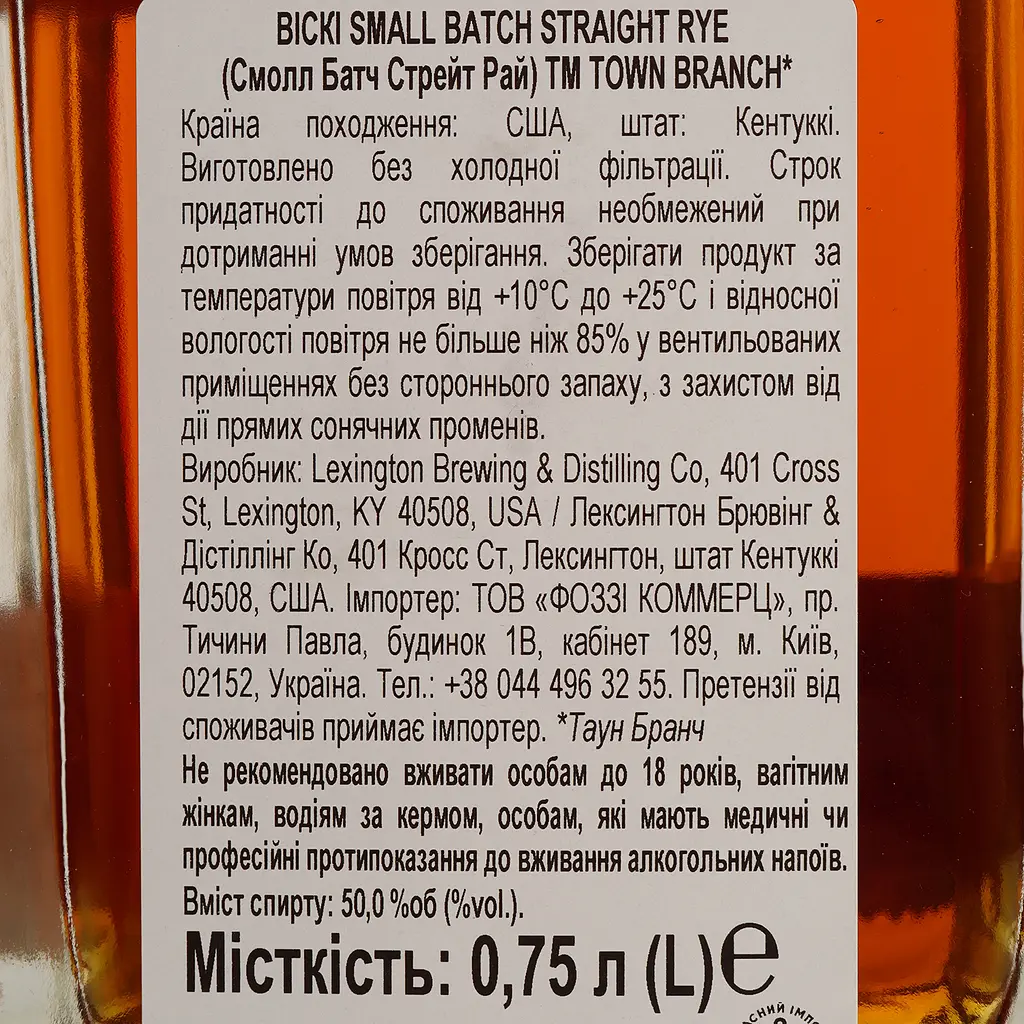 ВІСКІ SMALL BATCH STRAIGHT RYE
(Смолл Батч Стрейт Рай) ТМ TOWN BRANCH*
Країна походження: США, штат: Кентуккі.
Виготовлено без холодної фільтрації. Строк
придатності до споживання необмежений при
дотриманні умов зберігання. Зберігати продукт за
температури повітря від +10°С до +25°С і відносної
вологості повітря не більше ніж 85% у вентильованих
приміщеннях без стороннього запаху, з захистом від
дії прямих сонячних променів.
Виробник: Lexington Brewing & Distilling Co, 401 Cross
St, Lexington, KY 40508, USA / Лексингтон Брювінг &
Дістіллінг Ко, 401 Кросс Ст, Лексингтон, штат Кентуккі
40508, США. Імпортер: ТОВ «ФОЗЗІ КОММЕРЦ», пр.
Тичини Павла, будинок 1В, кабінет 189, м. Київ,
02152, Україна. Тел.: +38 044 496 32 55. Претензії від
споживачів приймає імпортер. *Таун Бранч
Не рекомендовано вживати особам до 18 років, вагітним
жінкам, водіям за кермом, особам, які мають медичні чи
професійні протипоказання до вживання алкогольних напоїв.
Вміст спирту: 50,0 %об (%vol.).
Місткість: 0,75 л (L) ℮